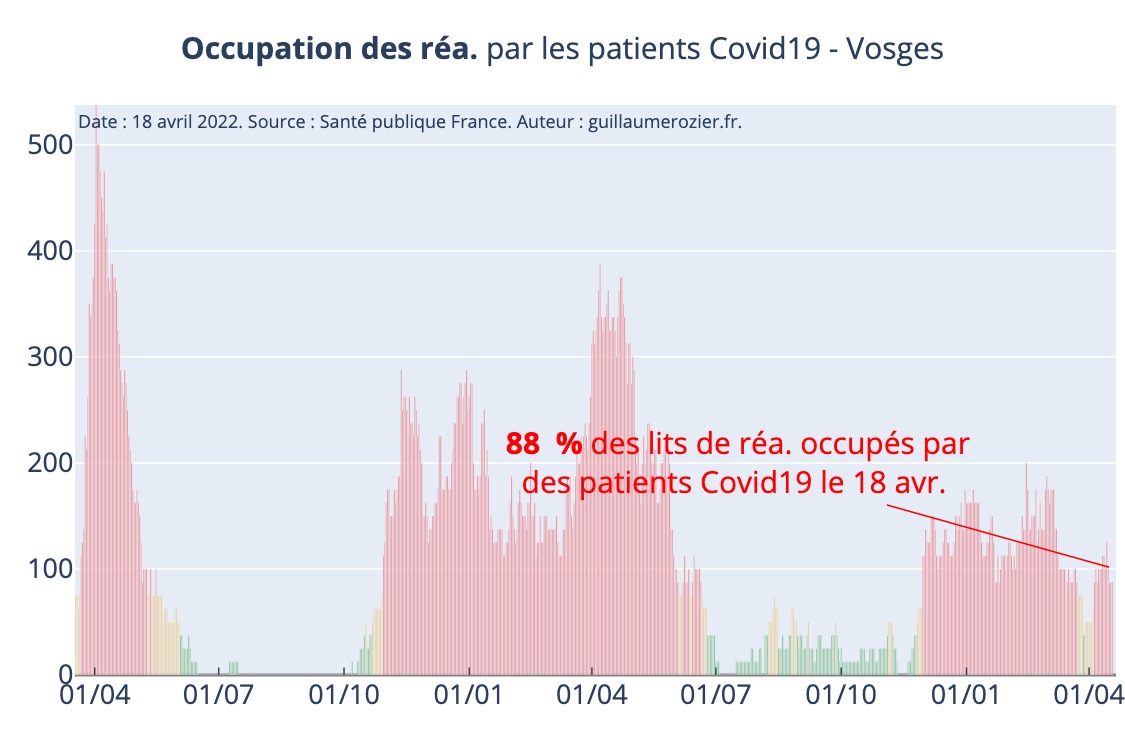 Occupation des réa. par les patients Covid19 - Vosges
Date : 18 avril 2022. Source : Santé publique France. Auteur : guillaumerozier.fr.
500
400
300
88 % des lits de réa. occupés par
200
des patients Covid19 le 18 avr.
100
0
01/04 01/07 01/10 01/01 01/04 01/07 01/10 01/01 01/04